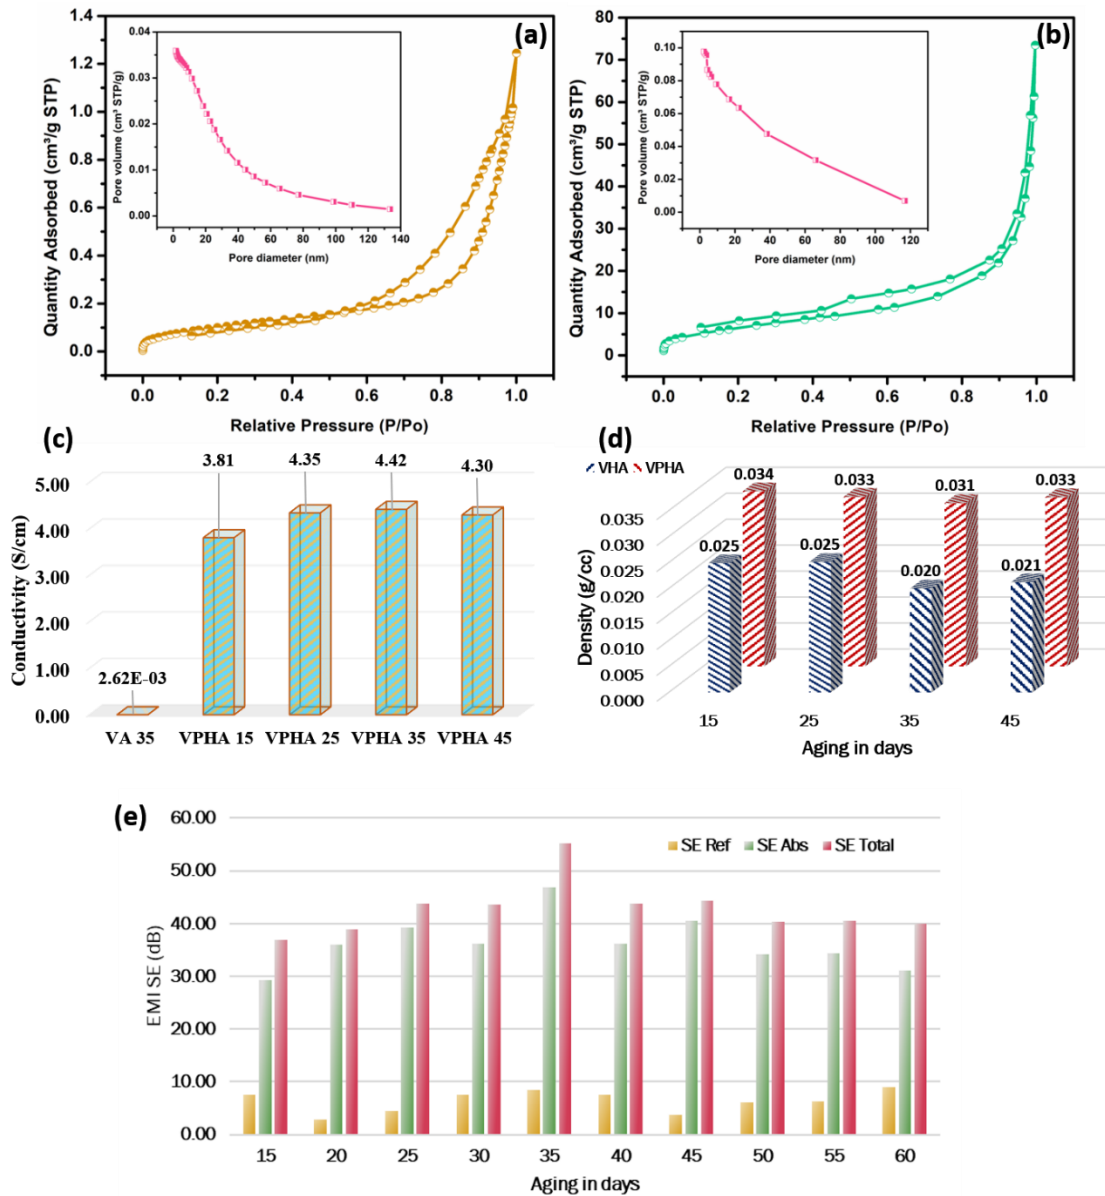 (a)
Quantity Adsorbed (cm³/g STP)
1.4
1.2
1.0
0.8
0.6
0.4
0.2
0.0
0.0 0.2 0.4 0.6 0.8 1.0
Relative Pressure (P/Po)
Pore volume (cm³ STP/g)
0.04
0.03
0.02
0.01
0.00
0 20 40 60 80 100 120 140
Pore diameter (nm)
(b)
Quantity Adsorbed (cm³/g STP)
80
70
60
50
40
30
20
10
0
0.0 0.2 0.4 0.6 0.8 1.0
Relative Pressure (P/Po)
Pore volume (cm³ STP/g)
0.10
0.08
0.06
0.04
0.02
0.00
0 20 40 60 80 100 120
Pore diameter (nm)
(c)
Conductivity (S/cm)
5.00
4.00
3.00
2.00
1.00
0.00
2.62E-03
3.81
4.35
4.42
4.30
VA 35 VPHA 15 VPHA 25 VPHA 35 VPHA 45
(d)
VHA VPHA
Density (g/cc)
0.035
0.030
0.025
0.020
0.015
0.010
0.005
0.000
0.034 0.033 0.031 0.033
0.025 0.025 0.020 0.021
15 25 35 45
Aging in days
(e)
SE Ref SE Abs SE Total
EMI SE (dB)
60.00
50.00
40.00
30.00
20.00
10.00
0.00
15 20 25 30 35 40 45 50 55 60
Aging in days